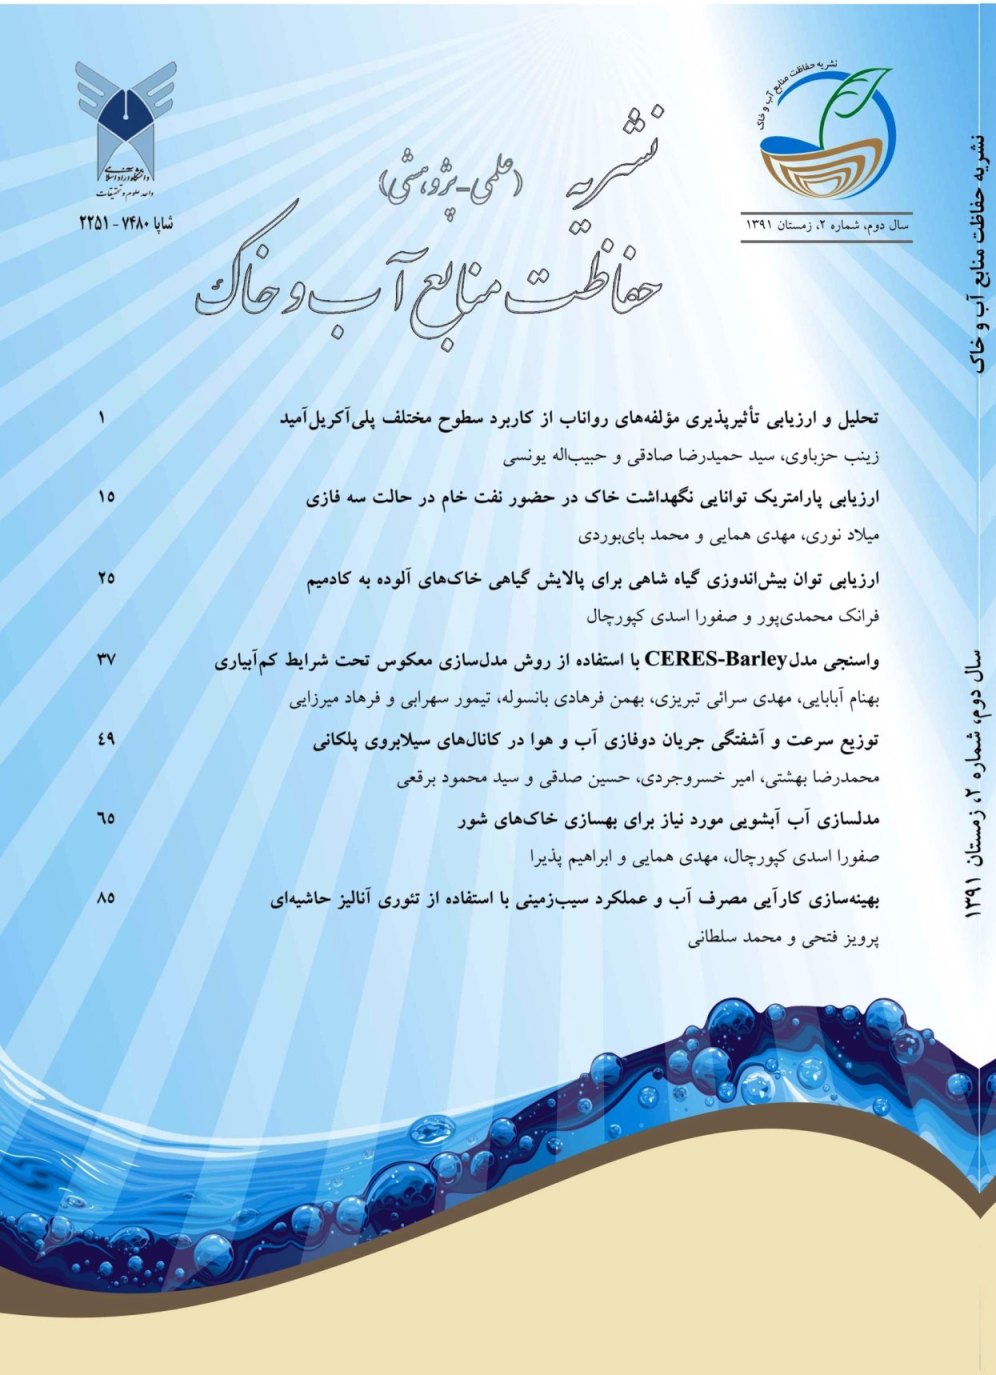 نشریه حفاظت منابع آب و خاک
سال دوم، شماره ۲، زمستان ۱۳۹۱
دانشگاه آزاد اسلامی
واحد علوم و تحقیقات
شاپا ۷۴۸۰ - ۲۲۵۱
نشریه
(علمی-پژوهشی)
حفاظت منابع آب و خاک
تحلیل و ارزیابی تأثیرپذیری مؤلفه‌های رواناب از کاربرد سطوح مختلف پلی‌آکریل‌آمید ۱
زینب حزباوی، سید حمیدرضا صادقی و حبیب‌اله یونسی
ارزیابی پارامتریک توانایی نگهداشت خاک در حضور نفت خام در حالت سه فازی ۱۵
میلاد نوری، مهدی همایی و محمد بای‌بوردی
ارزیابی توان بیش‌اندوزی گیاه شاهی برای پالایش گیاهی خاک‌های آلوده به کادمیم ۲۵
فرانک محمدی‌پور و صفورا اسدی کپورچال
واسنجی مدل CERES-Barley با استفاده از روش مدل‌سازی معکوس تحت شرایط کم‌آبیاری ۳۷
بهنام آبابایی، مهدی سرائی تبریزی، بهمن فرهادی بانسوله، تیمور سهرابی و فرهاد میرزایی
توزیع سرعت و آشفتگی جریان دوفازی آب و هوا در کانال‌های سیلابروی پلکانی ۴۹
محمدرضا بهشتی، امیر خسروجردی، حسین صدقی و سید محمود برقعی
مدلسازی آب آبشویی مورد نیاز برای بهسازی خاک‌های شور ۶۵
صفورا اسدی کپورچال، مهدی همایی و ابراهیم پذیرا
بهینه‌سازی کارآیی مصرف آب و عملکرد سیب‌زمینی با استفاده از تئوری آنالیز حاشیه‌ای ۸۵
پرویز فتحی و محمد سلطانی
نشریه حفاظت منابع آب و خاک
سال دوم، شماره ۲، زمستان ۱۳۹۱